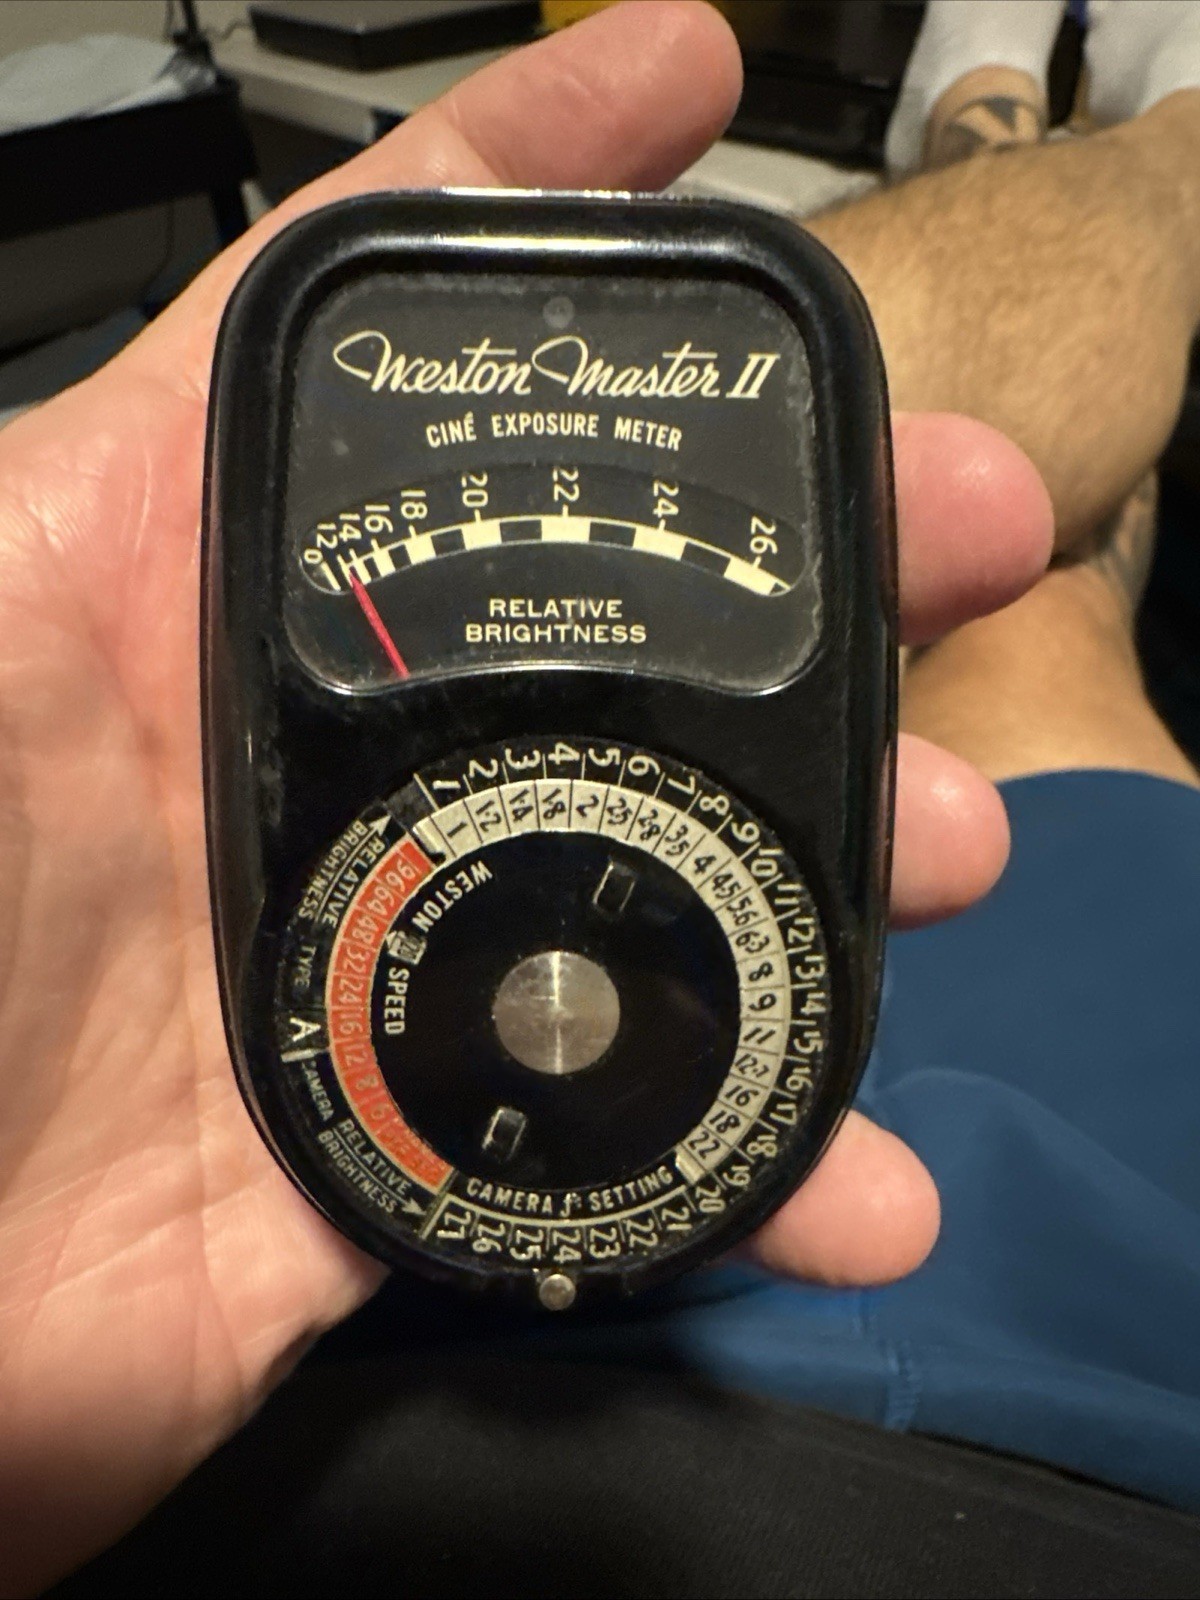 Weston Master II
CINÉ EXPOSURE METER
0 12 14 16 18 20 22 24 26
RELATIVE
BRIGHTNESS
1 2 3 4 5 6 7 8 9 10 11 12 13 14 15 16 17 18 19 20 21 22 23 24 25 26 27
1 1·2 1·4 1·8 2 2·5 2·8 3·5 4 4·5 5·6 6·3 8 9 11 12·7 16 18 22
RELATIVE
BRIGHTNESS
TYPE
A
CAMERA
RELATIVE
BRIGHTNESS
96 64 48 32 24 16 12 8 6
WESTON SPEED
CAMERA f: SETTING